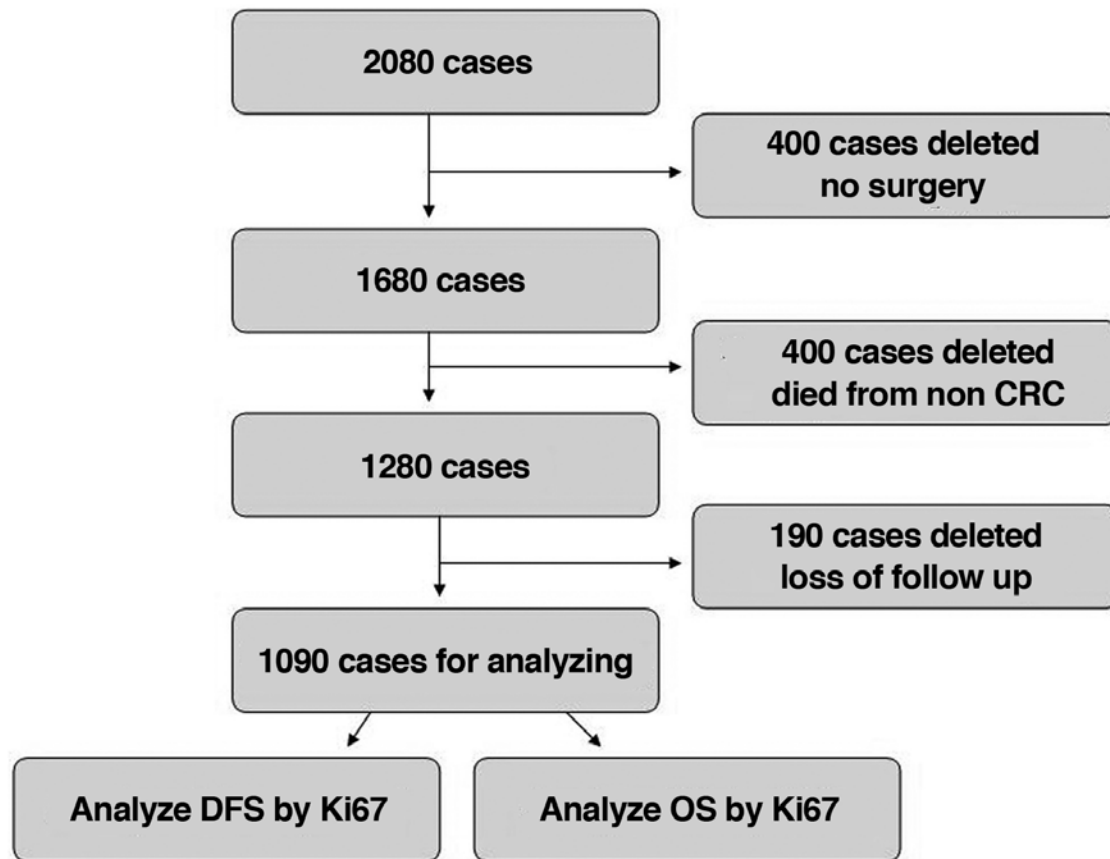 2080 cases
400 cases deleted
no surgery
1680 cases
400 cases deleted
died from non CRC
1280 cases
190 cases deleted
loss of follow up
1090 cases for analyzing
Analyze DFS by Ki67
Analyze OS by Ki67